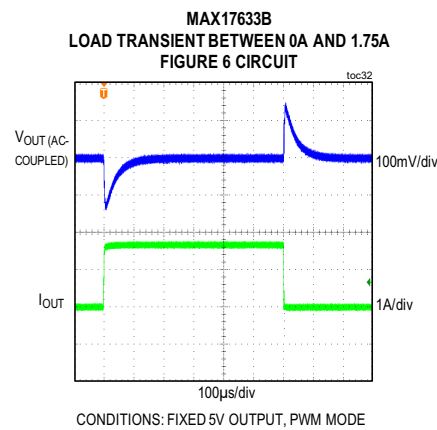 MAX17633B
LOAD TRANSIENT BETWEEN 0A AND 1.75A
FIGURE 6 CIRCUIT
toc32
T
VOUT (AC-
COUPLED)
100mV/div
IOUT
1A/div
100µs/div
CONDITIONS: FIXED 5V OUTPUT, PWM MODE